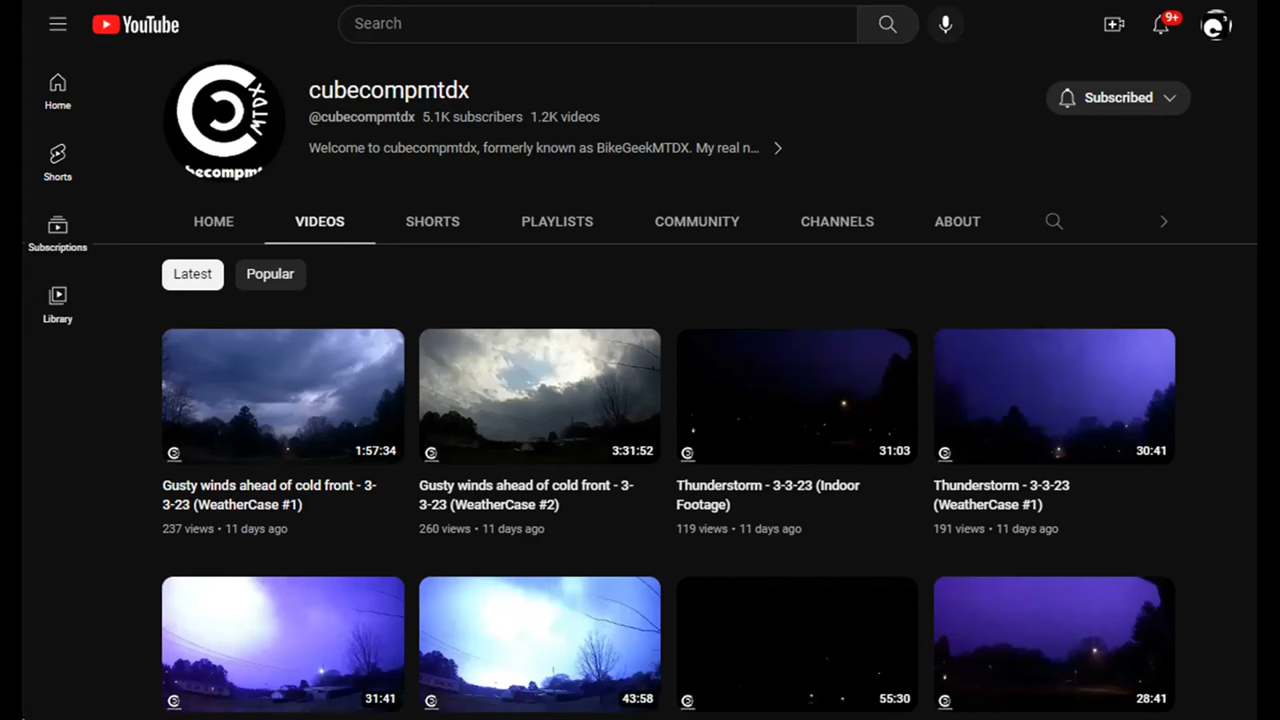 YouTube
Search
9+
Home
Shorts
Subscriptions
Library
MTDX
cubecompmtdx
@cubecompmtdx 5.1K subscribers 1.2K videos
Welcome to cubecompmtdx, formerly known as BikeGeekMTDX. My real n...
Subscribed
HOME
VIDEOS
SHORTS
PLAYLISTS
COMMUNITY
CHANNELS
ABOUT
Latest
Popular
1:57:34
Gusty winds ahead of cold front - 3-
3-23 (WeatherCase #1)
237 views • 11 days ago
3:31:52
Gusty winds ahead of cold front - 3-
3-23 (WeatherCase #2)
260 views • 11 days ago
31:03
Thunderstorm - 3-3-23 (Indoor
Footage)
119 views • 11 days ago
30:41
Thunderstorm - 3-3-23
(WeatherCase #1)
191 views • 11 days ago
31:41
43:58
55:30
28:41